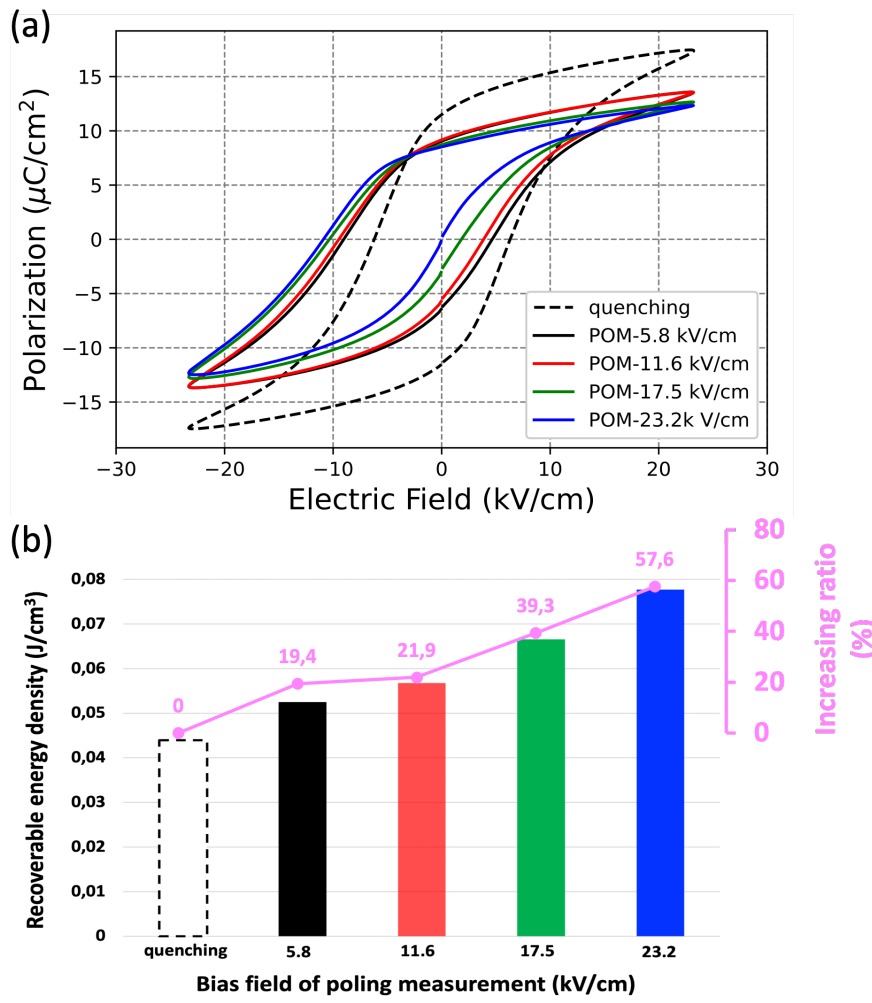 (a)
Polarization (μC/cm²)
15
10
5
0
−5
−10
−15
quenching
POM-5.8 kV/cm
POM-11.6 kV/cm
POM-17.5 kV/cm
POM-23.2k V/cm
−30 −20 −10 0 10 20 30
Electric Field (kV/cm)
(b)
Recoverable energy density (J/cm³)
0,08
0,07
0,06
0,05
0,04
0,03
0,02
0,01
0
0
19,4
21,9
39,3
57,6
80
60
40
20
0
Increasing ratio
(%)
quenching 5.8 11.6 17.5 23.2
Bias field of poling measurement (kV/cm)